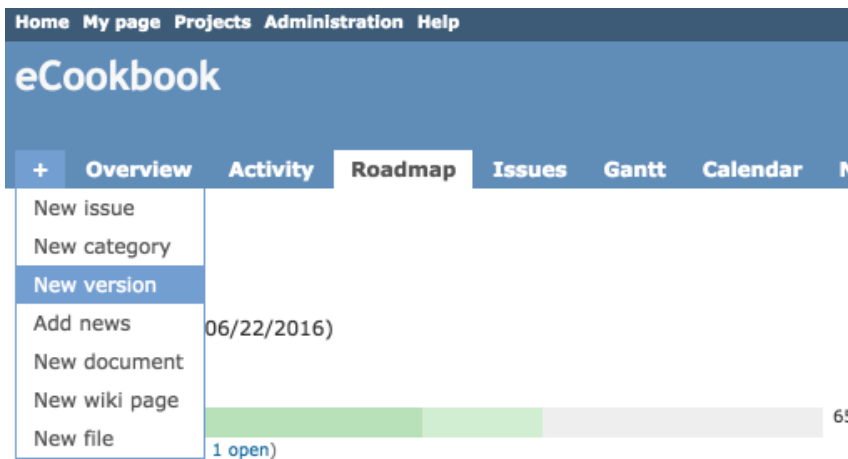 Home My page Projects Administration Help
eCookbook
+ Overview Activity Roadmap Issues Gantt Calendar
New issue
New category
New version
Add news
06/22/2016)
New document
New wiki page
65
New file
1 open)